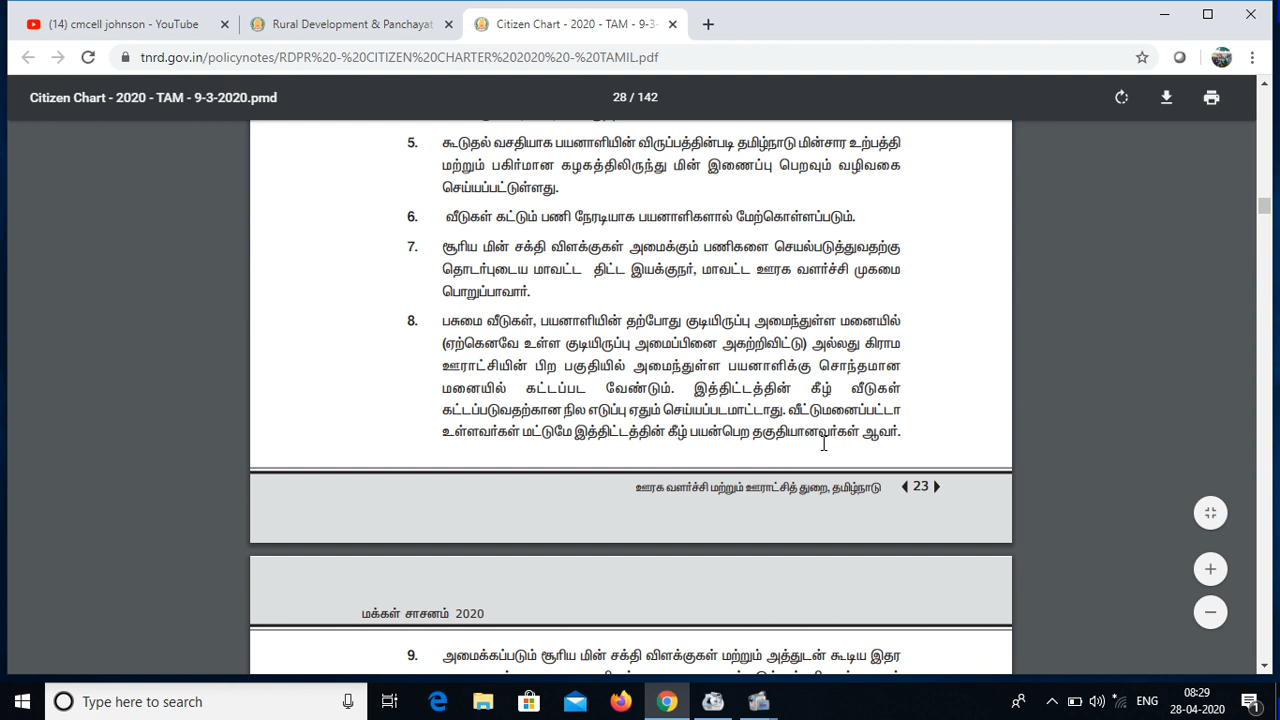 (14) cmcell johnson - YouTube
Rural Development & Panchayat
Citizen Chart - 2020 - TAM - 9-3-
tnrd.gov.in/policynotes/RDPR%20-%20CITIZEN%20CHARTER%202020%20-%20TAMIL.pdf
Citizen Chart - 2020 - TAM - 9-3-2020.pmd
28 / 142
5. கூடுதல் வசதியாக பயனாளியின் விருப்பத்தின்படி தமிழ்நாடு மின்சார உற்பத்தி
மற்றும் பகிர்மான கழகத்திலிருந்து மின் இணைப்பு பெறவும் வழிவகை
செய்யப்பட்டுள்ளது.
6. வீடுகள் கட்டும் பணி நேரடியாக பயனாளிகளால் மேற்கொள்ளப்படும்.
7. சூரிய மின் சக்தி விளக்குகள் அமைக்கும் பணிகளை செயல்படுத்துவதற்கு
தொடர்புடைய மாவட்ட திட்ட இயக்குநர், மாவட்ட ஊரக வளர்ச்சி முகமை
பொறுப்பாவார்.
8. பசுமை வீடுகள், பயனாளியின் தற்போது குடியிருப்பு அமைந்துள்ள மனையில்
(ஏற்கெனவே உள்ள குடியிருப்பு அமைப்பினை அகற்றிவிட்டு) அல்லது கிராம
ஊராட்சியின் பிற பகுதியில் அமைந்துள்ள பயனாளிக்கு சொந்தமான
மனையில் கட்டப்பட வேண்டும். இத்திட்டத்தின் கீழ் வீடுகள்
கட்டப்படுவதற்கான நில எடுப்பு ஏதும் செய்யப்படமாட்டாது. வீட்டுமனைப்பட்டா
உள்ளவர்கள் மட்டுமே இத்திட்டத்தின் கீழ் பயன்பெற தகுதியானவர்கள் ஆவர்.
ஊரக வளர்ச்சி மற்றும் ஊராட்சித் துறை, தமிழ்நாடு 23
மக்கள் சாசனம் 2020
9. அமைக்கப்படும் சூரிய மின் சக்தி விளக்குகள் மற்றும் அத்துடன் கூடிய இதர
Type here to search
ENG
08:29
28-04-2020
1